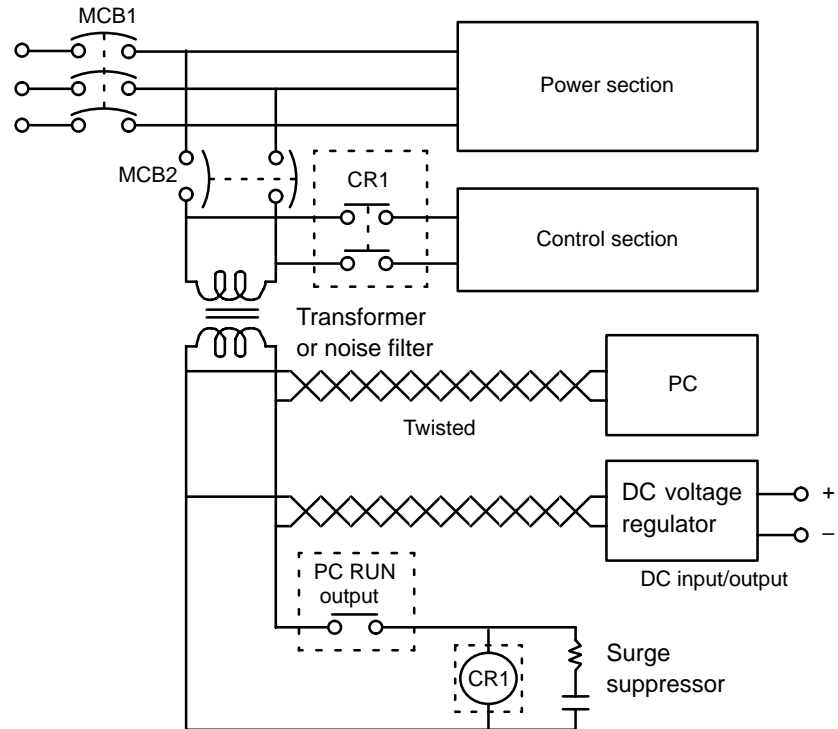 MCB1
Power section
MCB2
CR1
Control section
Transformer
or noise filter
PC
Twisted
DC voltage
regulator
+
–
DC input/output
PC RUN
output
CR1
Surge
suppressor